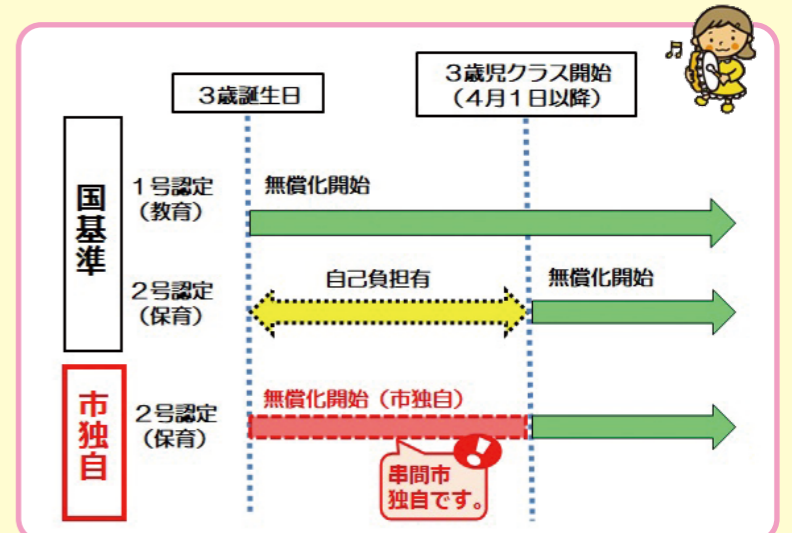 3歳誕生日
3歳児クラス開始
(4月1日以降)
国基準
1号認定
(教育)
無償化開始
2号認定
(保育)
自己負担有
無償化開始
市独自
2号認定
(保育)
無償化開始(市独自)
串間市
独自です。